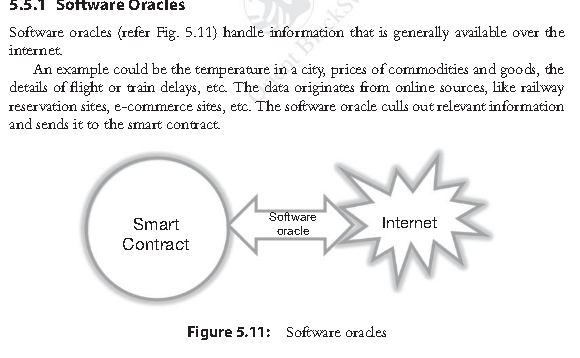 5.5.1 Software Oracles
Software oracles (refer Fig. 5.11) handle information that is generally available over the
internet.
An example could be the temperature in a city, prices of commodities and goods, the
details of flight or train delays, etc. The data originates from online sources, like railway
reservation sites, e-commerce sites, etc. The software oracle culls out relevant information
and sends it to the smart contract.
Smart
Contract
Software
oracle
Internet
Figure 5.11: Software oracles